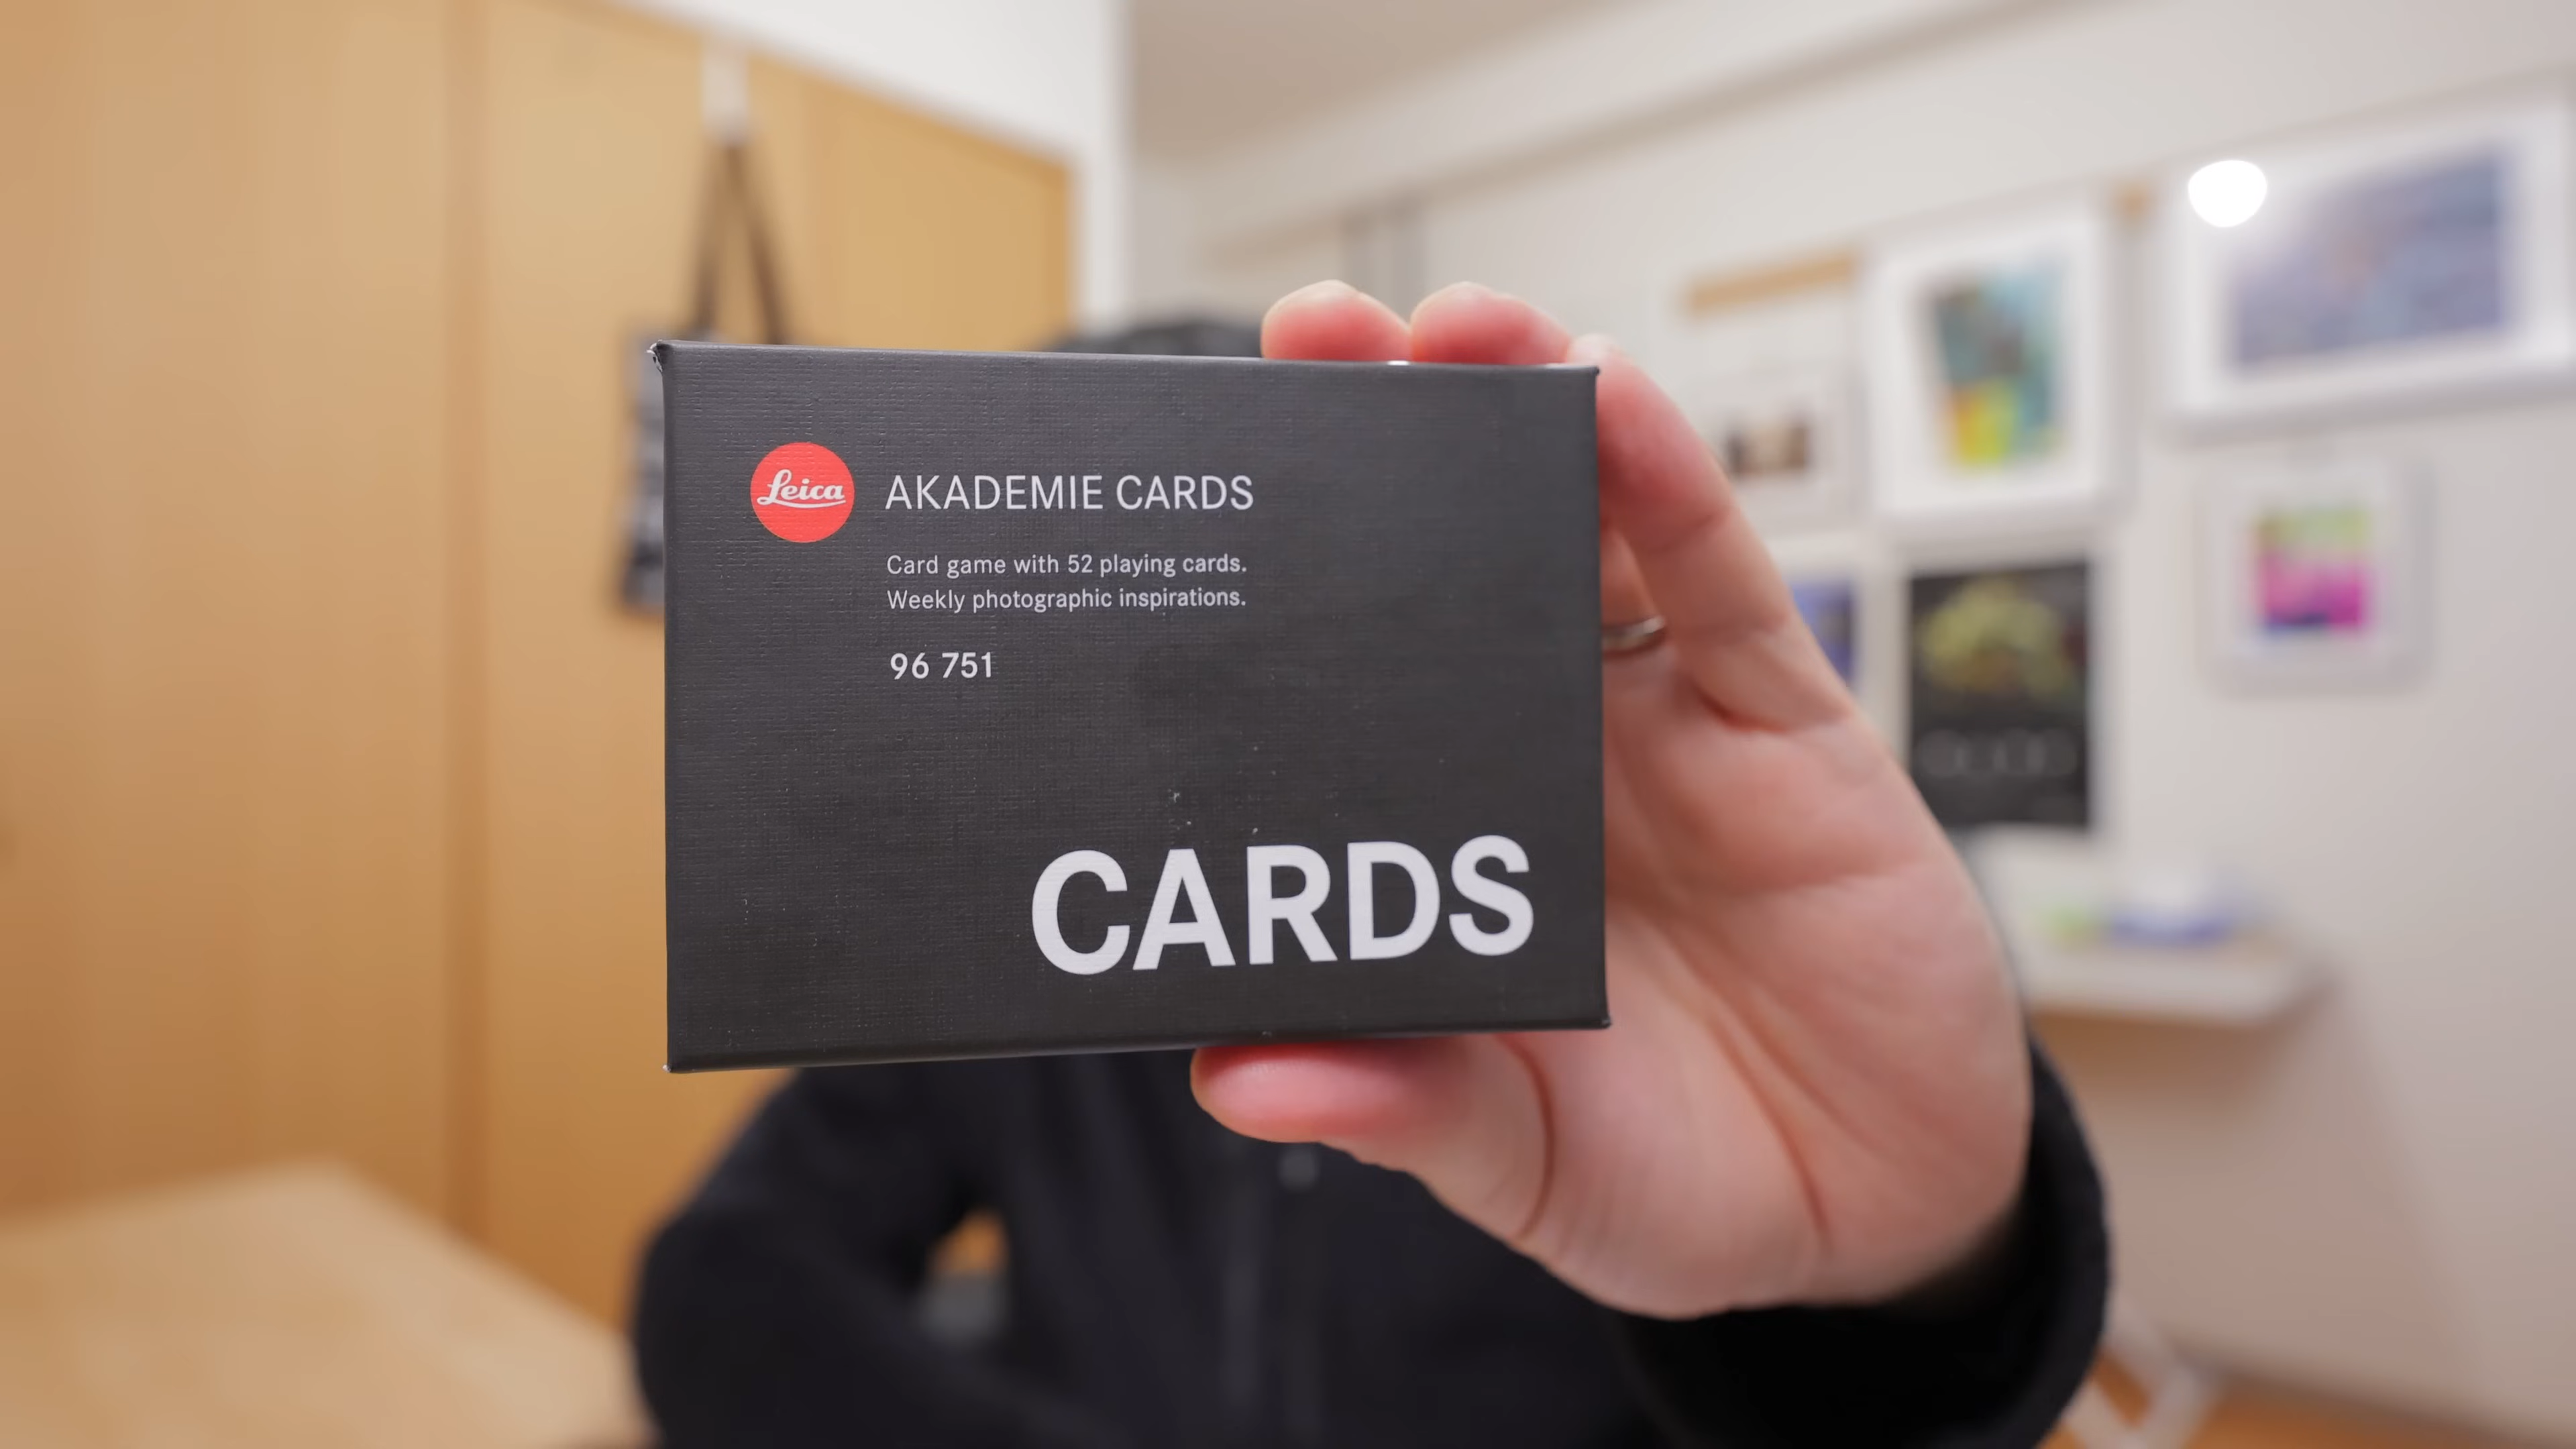 Leica
AKADEMIE CARDS
Card game with 52 playing cards.
Weekly photographic inspirations.
96 751
CARDS